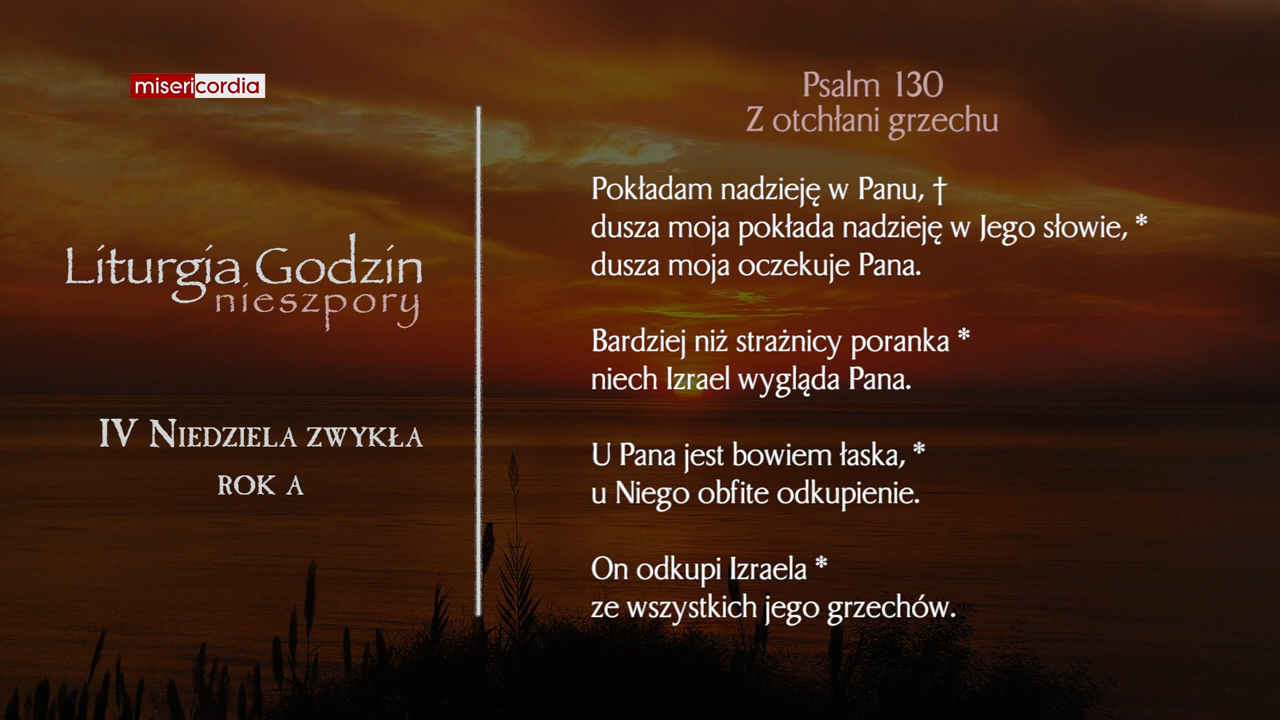 misericordia
Liturgia Godzin
nieszpory
IV Niedziela zwykła
rok A
Psalm 130
Z otchłani grzechu
Pokładam nadzieję w Panu, †
dusza moja pokłada nadzieję w Jego słowie, *
dusza moja oczekuje Pana.
Bardziej niż strażnicy poranka *
niech Izrael wygląda Pana.
U Pana jest bowiem łaska, *
u Niego obfite odkupienie.
On odkupi Izraela *
ze wszystkich jego grzechów.